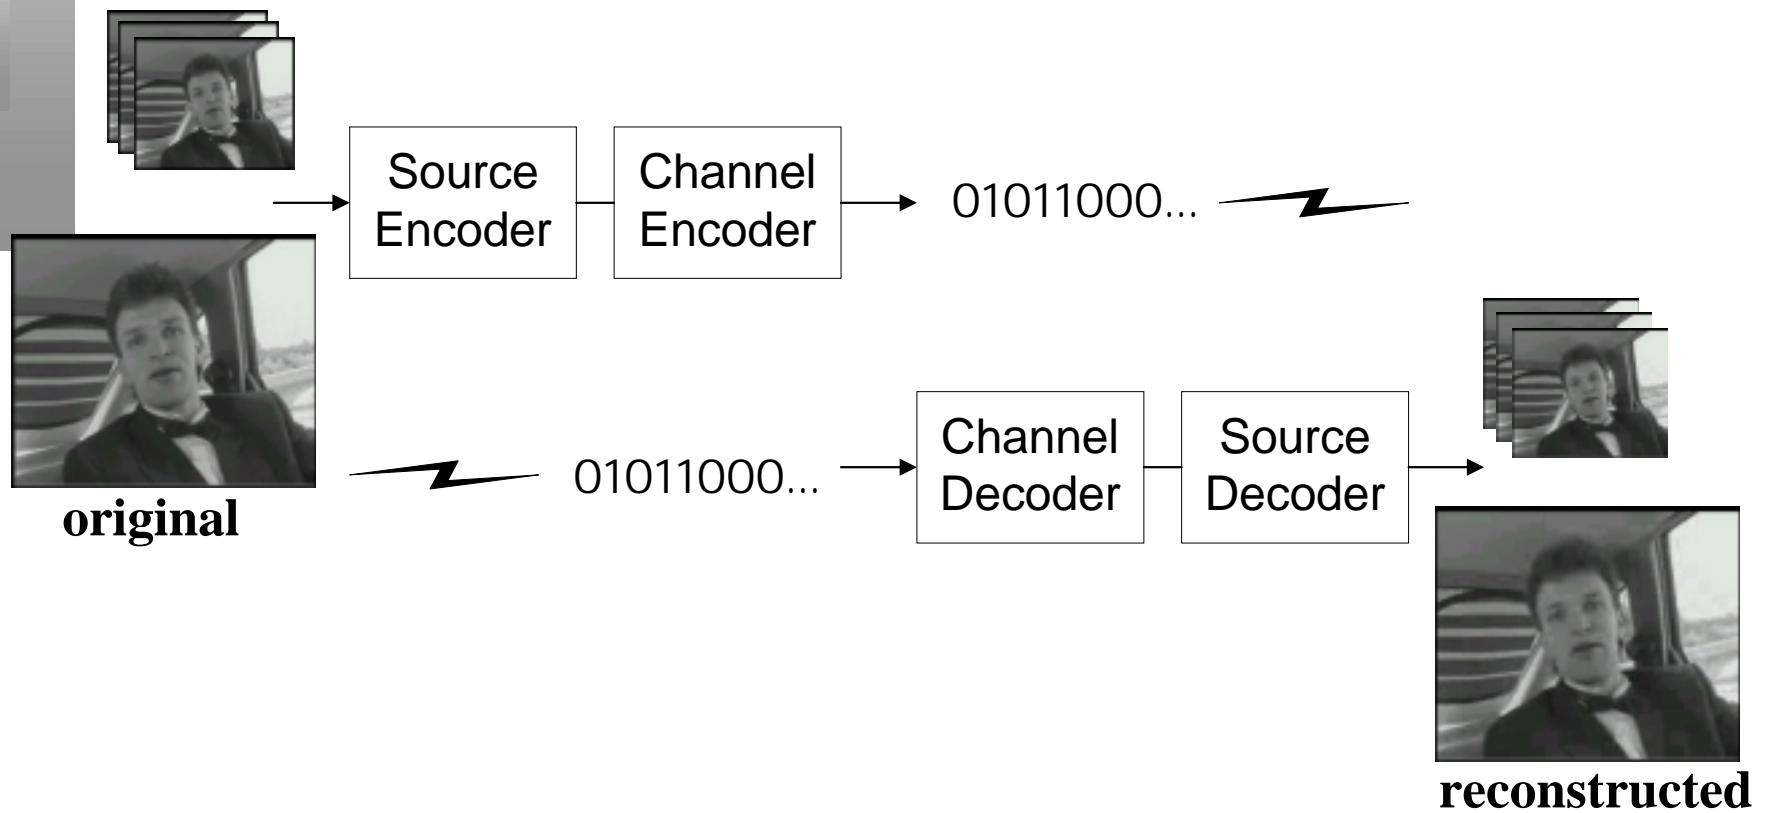 Source
Encoder
Channel
Encoder
01011000...
original
01011000...
Channel
Decoder
Source
Decoder
reconstructed